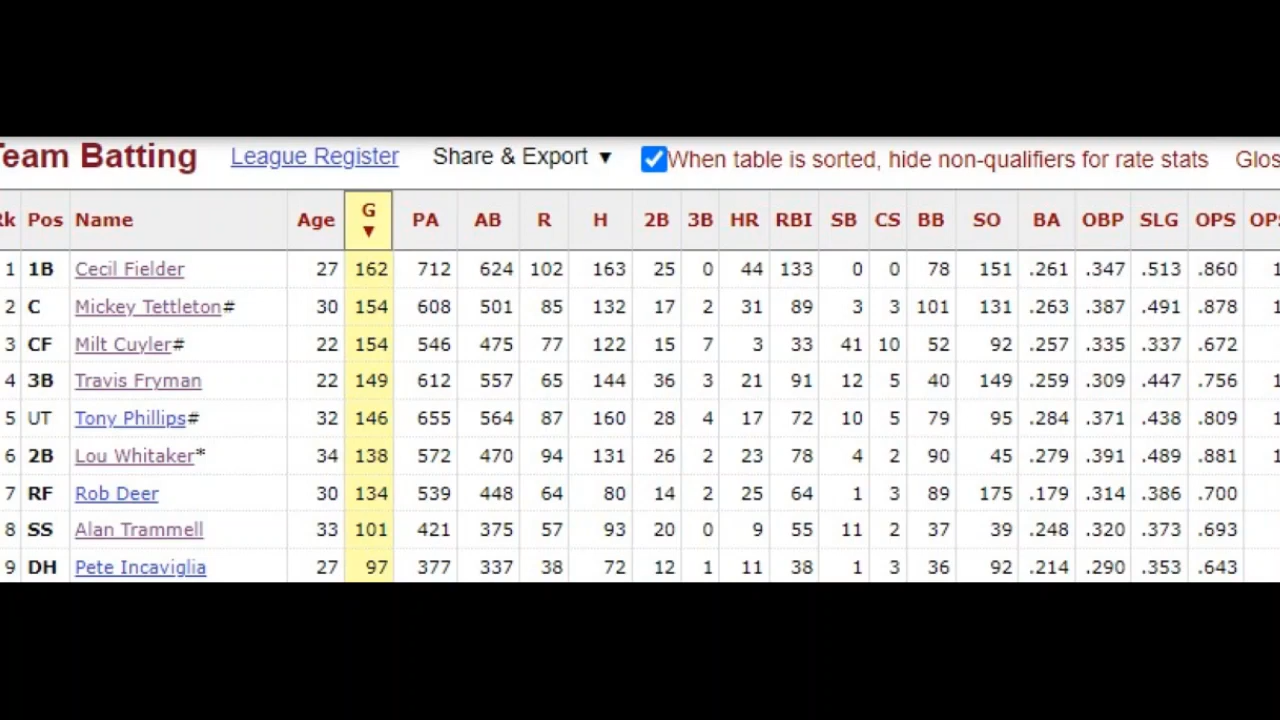 Team Batting League Register Share & Export ▼ When table is sorted, hide non-qualifiers for rate stats
Rk Pos Name Age G ▼ PA AB R H 2B 3B HR RBI SB CS BB SO BA OBP SLG OPS
1 1B Cecil Fielder 27 162 712 624 102 163 25 0 44 133 0 0 78 151 .261 .347 .513 .860
2 C Mickey Tettleton# 30 154 608 501 85 132 17 2 31 89 3 3 101 131 .263 .387 .491 .878
3 CF Milt Cuyler# 22 154 546 475 77 122 15 7 3 33 41 10 52 92 .257 .335 .337 .672
4 3B Travis Fryman 22 149 612 557 65 144 36 3 21 91 12 5 40 149 .259 .309 .447 .756
5 UT Tony Phillips# 32 146 655 564 87 160 28 4 17 72 10 5 79 95 .284 .371 .438 .809
6 2B Lou Whitaker* 34 138 572 470 94 131 26 2 23 78 4 2 90 45 .279 .391 .489 .881
7 RF Rob Deer 30 134 539 448 64 80 14 2 25 64 1 3 89 175 .179 .314 .386 .700
8 SS Alan Trammell 33 101 421 375 57 93 20 0 9 55 11 2 37 39 .248 .320 .373 .693
9 DH Pete Incaviglia 27 97 377 337 38 72 12 1 11 38 1 3 36 92 .214 .290 .353 .643